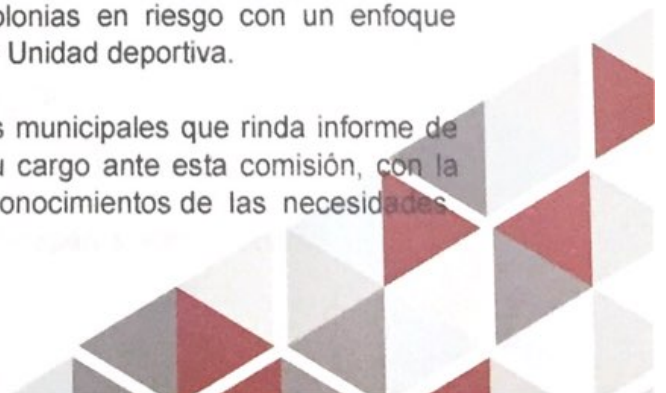 olonias en riesgo con un enfoque
Unidad deportiva.
s municipales que rinda informe de
u cargo ante esta comisión, con la
onocimientos de las necesidades.